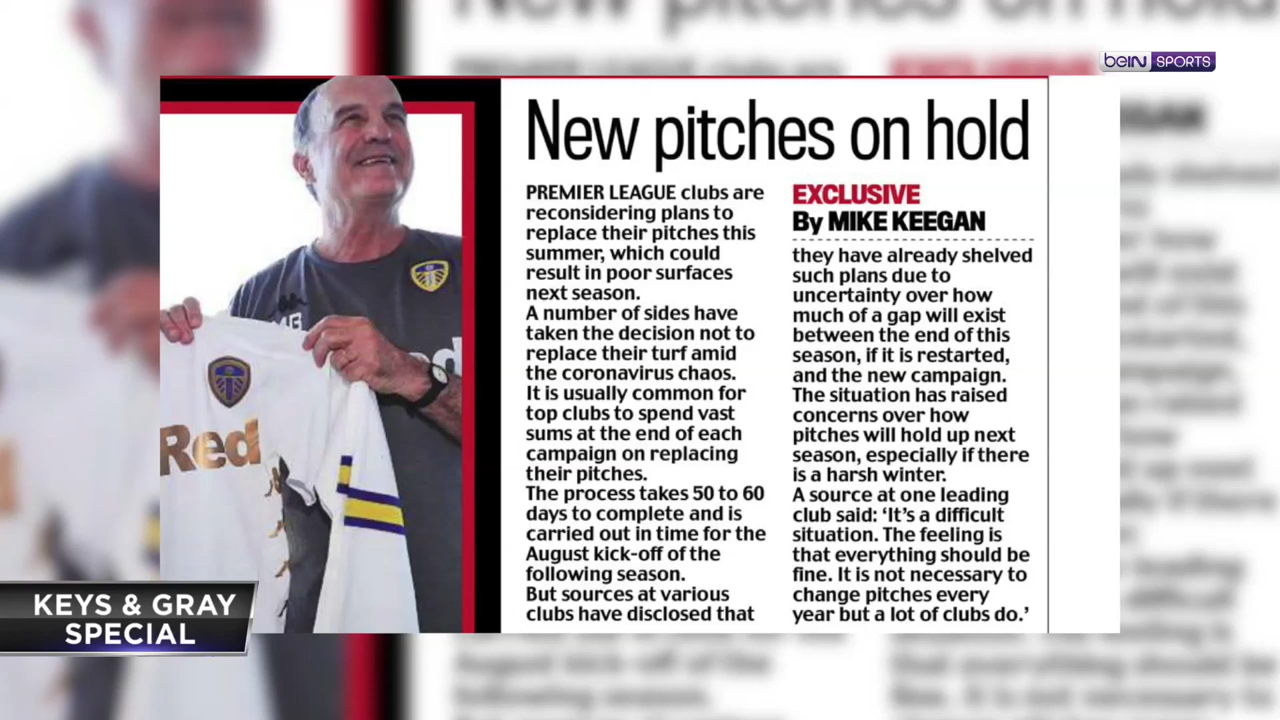 beIN SPORTS
New pitches on hold
PREMIER LEAGUE clubs are
reconsidering plans to
replace their pitches this
summer, which could
result in poor surfaces
next season.
A number of sides have
taken the decision not to
replace their turf amid
the coronavirus chaos.
It is usually common for
top clubs to spend vast
sums at the end of each
campaign on replacing
their pitches.
The process takes 50 to 60
days to complete and is
carried out in time for the
August kick-off of the
following season.
But sources at various
clubs have disclosed that
EXCLUSIVE
By MIKE KEEGAN
they have already shelved
such plans due to
uncertainty over how
much of a gap will exist
between the end of this
season, if it is restarted,
and the new campaign.
The situation has raised
concerns over how
pitches will hold up next
season, especially if there
is a harsh winter.
A source at one leading
club said: ‘It’s a difficult
situation. The feeling is
that everything should be
fine. It is not necessary to
change pitches every
year but a lot of clubs do.’
MB
Red
KEYS & GRAY
SPECIAL